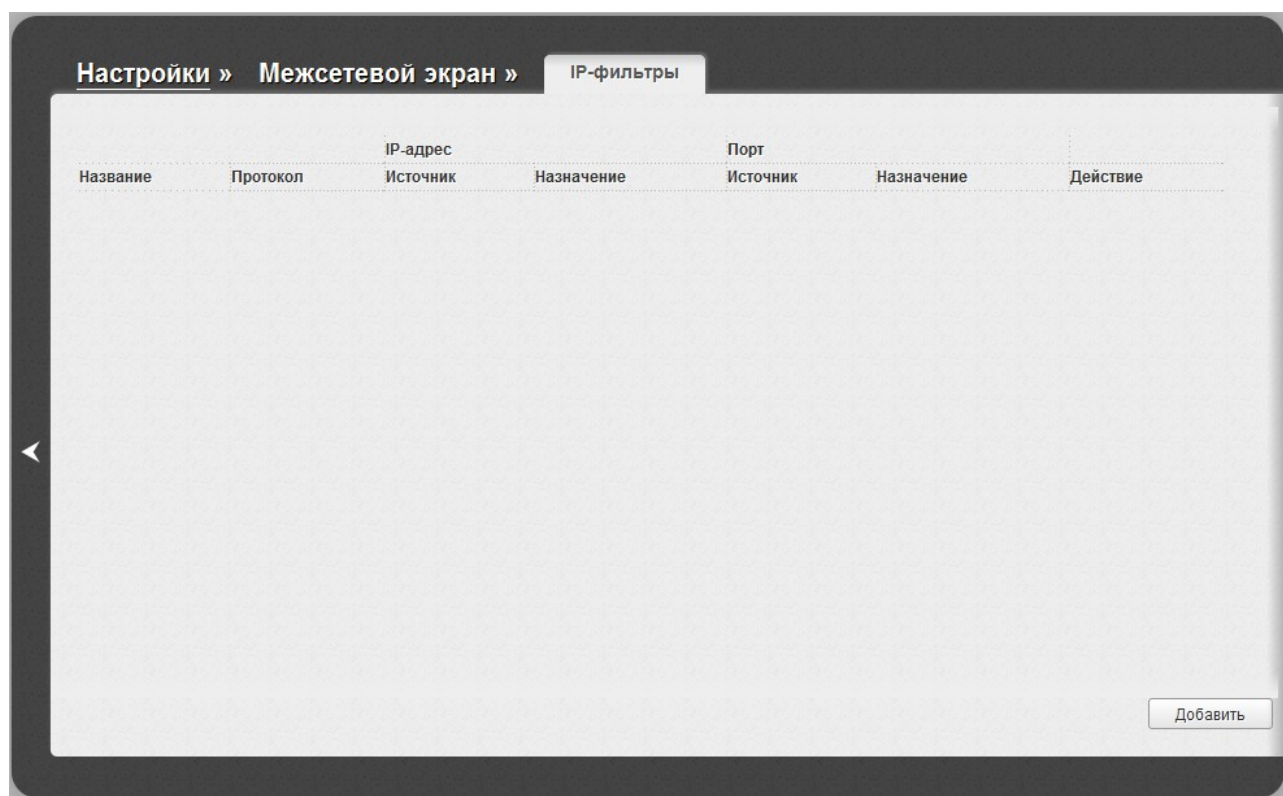 Настройки » Межсетевой экран » IP-фильтры
IP-адрес Порт
Название Протокол Источник Назначение Источник Назначение Действие
Добавить